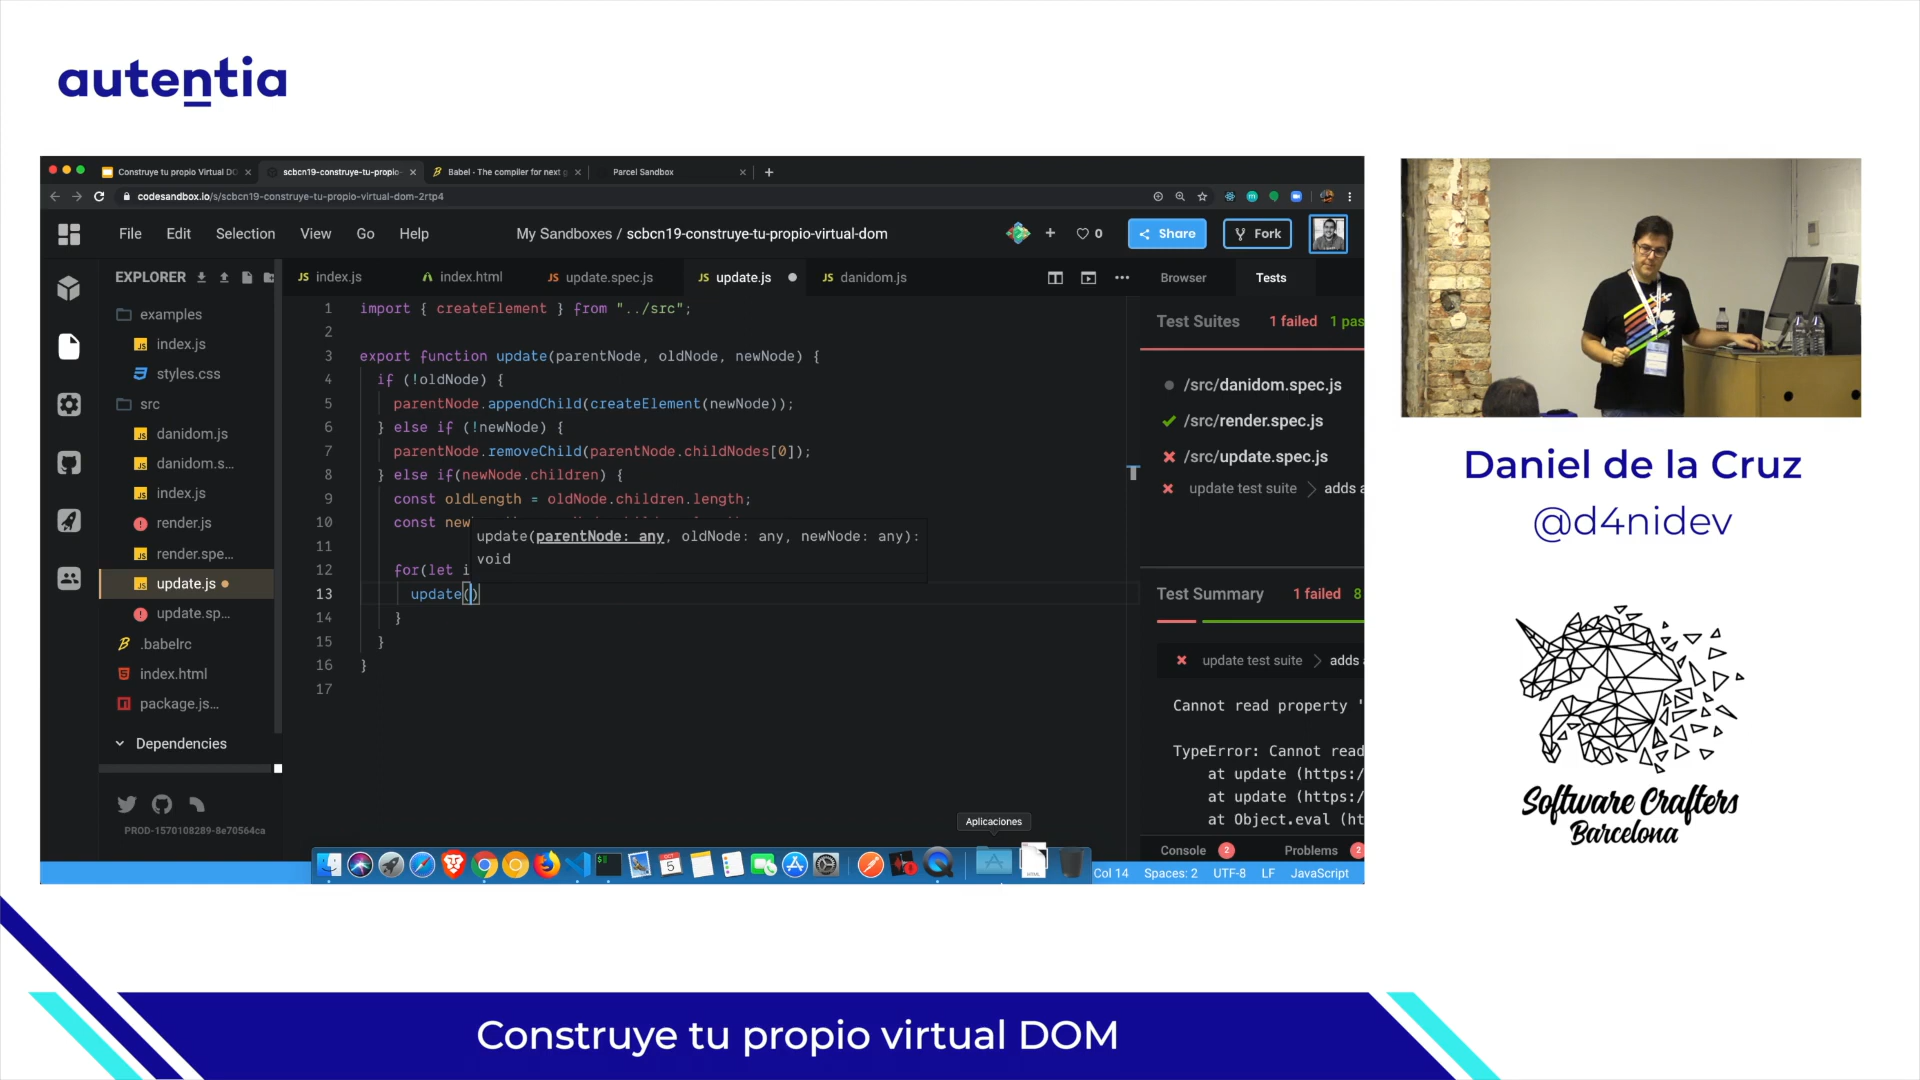 autentia
Construye tu propio Virtual D
scbcn19-construye-tu-propio-
Babel · The compiler for next g
Parcel Sandbox
codesandbox.io/s/scbcn19-construye-tu-propio-virtual-dom-2rtp4
File Edit Selection View Go Help
My Sandboxes / scbcn19-construye-tu-propio-virtual-dom
0
Share
Fork
EXPLORER
examples
index.js
styles.css
src
danidom.js
danidom.s...
index.js
render.js
render.spe...
update.js
update.sp...
.babelrc
index.html
package.js...
Dependencies
PROD-1570108289-8e70564ca
index.js
index.html
update.spec.js
update.js
danidom.js
1 import { createElement } from "../src";
2
3 export function update(parentNode, oldNode, newNode) {
4 if (!oldNode) {
5 parentNode.appendChild(createElement(newNode));
6 } else if (!newNode) {
7 parentNode.removeChild(parentNode.childNodes[0]);
8 } else if(newNode.children) {
9 const oldLength = oldNode.children.length;
10 const new
11
12 for(let i
13 update()
14 }
15 }
16 }
17
update(parentNode: any, oldNode: any, newNode: any):
void
Browser
Tests
Test Suites 1 failed 1 pas
/src/danidom.spec.js
/src/render.spec.js
/src/update.spec.js
update test suite > adds a
Test Summary 1 failed 8
update test suite > adds a
Cannot read property '
TypeError: Cannot read
at update (https:/
at update (https:/
at Object.eval (ht
Console 2
Problems 2
Aplicaciones
Col 14 Spaces: 2 UTF-8 LF JavaScript
Daniel de la Cruz
@d4nidev
Software Crafters
Barcelona
Construye tu propio virtual DOM